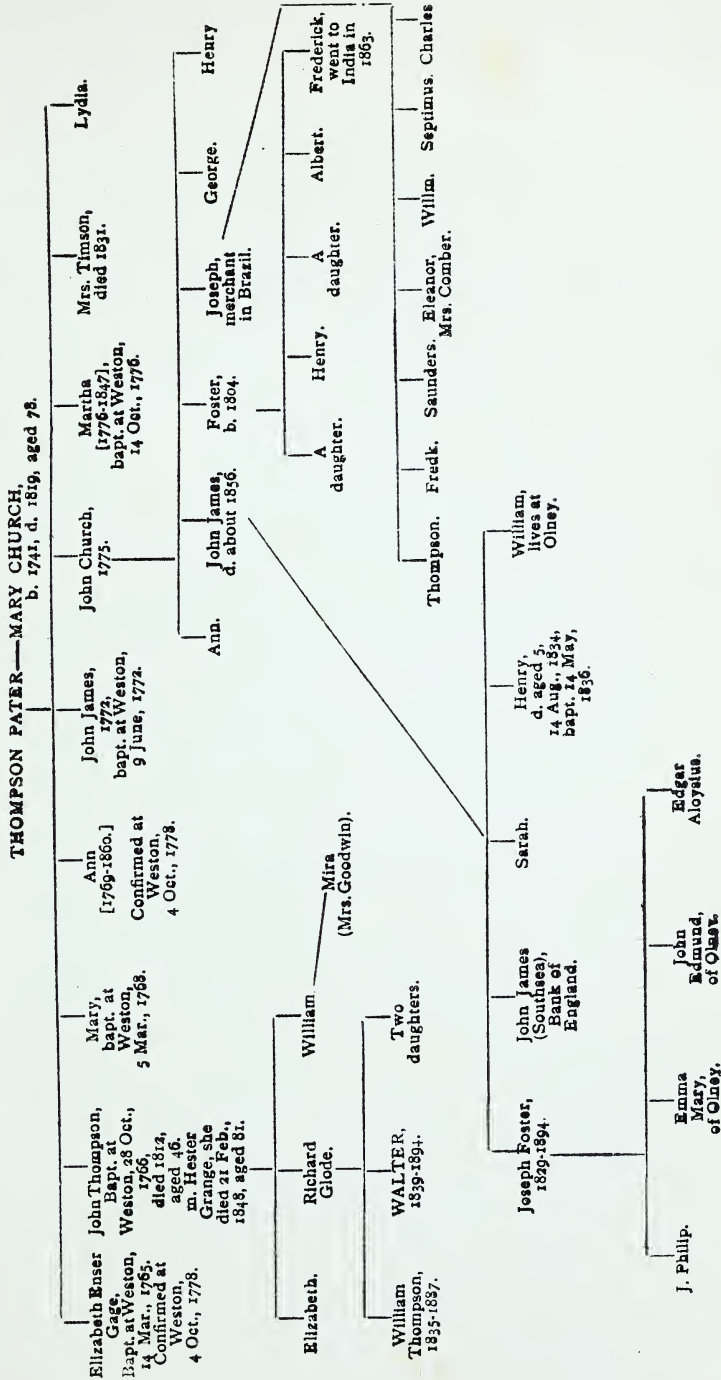 THOMPSON PATER—MARY CHURCH,
b. 1741, d. 1819, aged 78.
Elizabeth Enser
Gage,
Bapt. at Weston,
14 Mar., 1765.
Confirmed at
Weston,
4 Oct., 1778.
John Thompson,
Bapt. at
Weston, 28 Oct.,
1766,
died 1812,
aged 46.
m. Hester
Grange, she
died 21 Feb.,
1848, aged 81.
Mary,
bapt. at
Weston,
5 Mar., 1768.
Ann
[1769-1860.]
Confirmed at
Weston,
4 Oct., 1778.
John James,
1772,
bapt. at Weston,
9 June, 1772.
John Church,
1775.
Martha
[1776-1847],
bapt. at Weston,
14 Oct., 1776.
Mrs. Timson,
died 1831.
Lydia.
Elizabeth.
Richard
Glode.
William
Mira
(Mrs. Goodwin).
Ann.
John James,
d. about 1856.
Foster,
b. 1804.
Joseph,
merchant
in Brazil.
George.
Henry
William
Thompson,
1835-1887.
WALTER,
1839-1894.
Two
daughters.
A
daughter.
Henry.
A
daughter.
Albert.
Frederick,
went to
India in
1863.
Thompson.
Fredk.
Saunders.
Eleanor,
Mrs. Comber.
Willm.
Septimus.
Charles
Joseph Foster,
1829-1894.
John James
(Southsea),
Bank of
England.
Sarah.
Henry,
d. aged 5,
14 Aug., 1834,
bapt. 14 May,
1836.
William,
lives at
Olney.
J. Philip.
Emma
Mary,
of Olney.
John
Edmund,
of Olney.
Edgar
Aloysius.